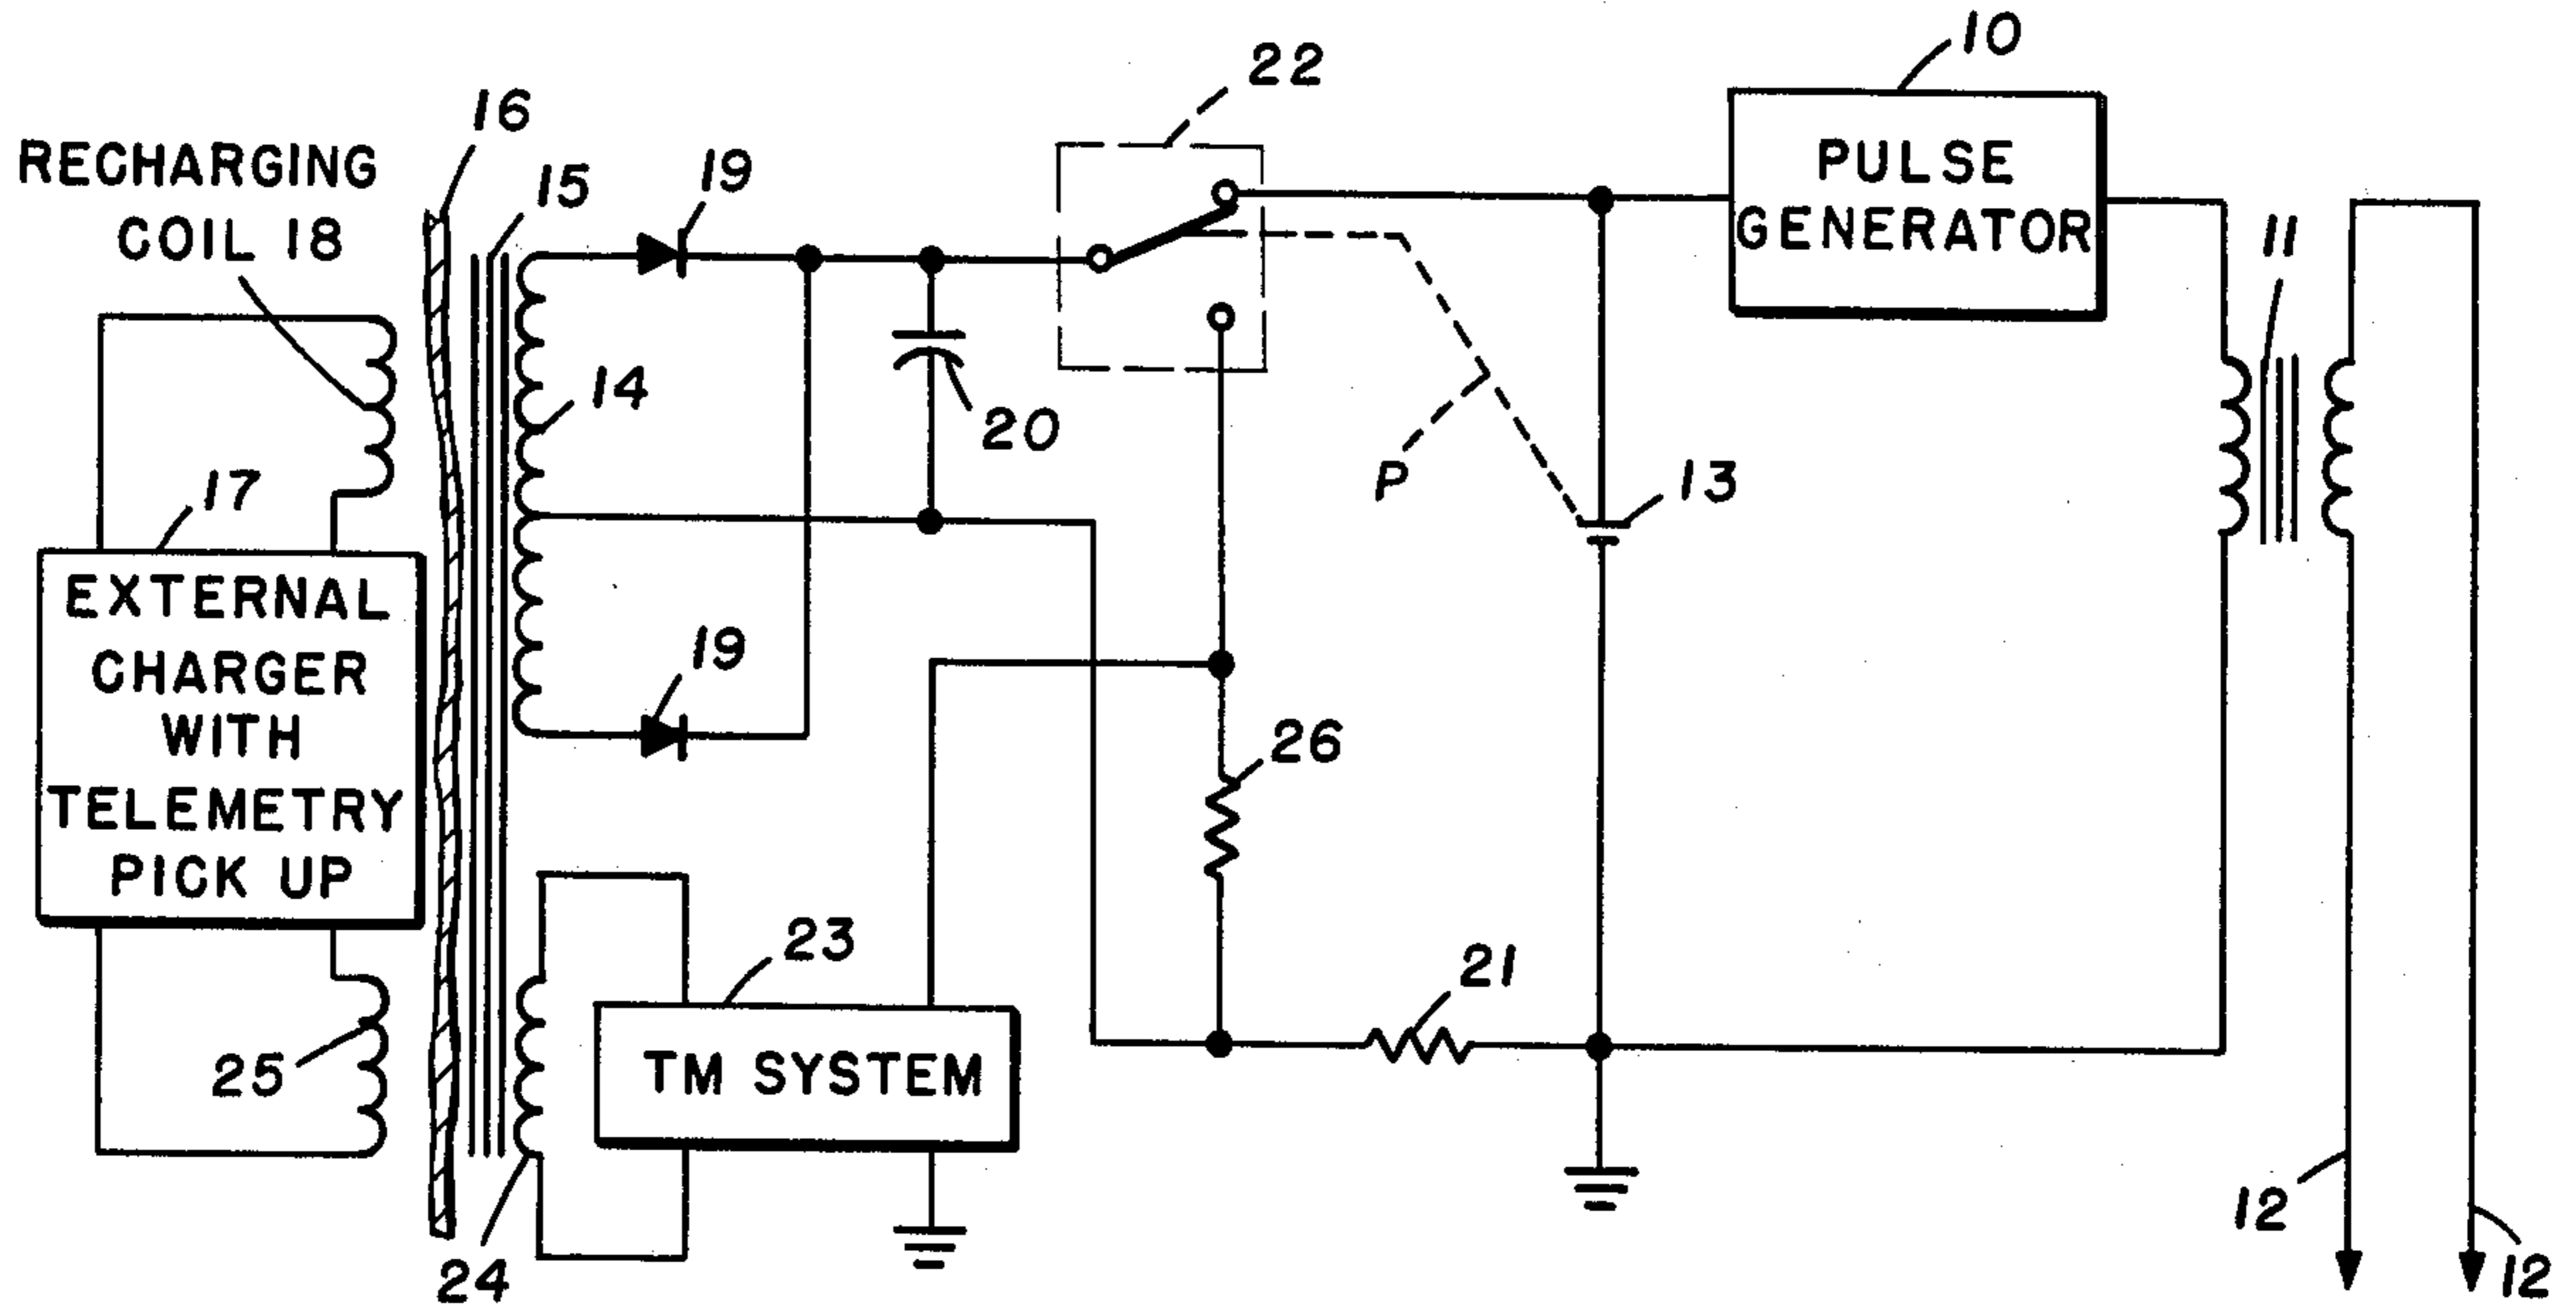 10
22
16
RECHARGING
COIL 18
15
19
PULSE
GENERATOR
11
14
20
P
13
17
EXTERNAL
CHARGER
WITH
TELEMETRY
PICK UP
19
26
23
21
25
TM SYSTEM
24
12
12